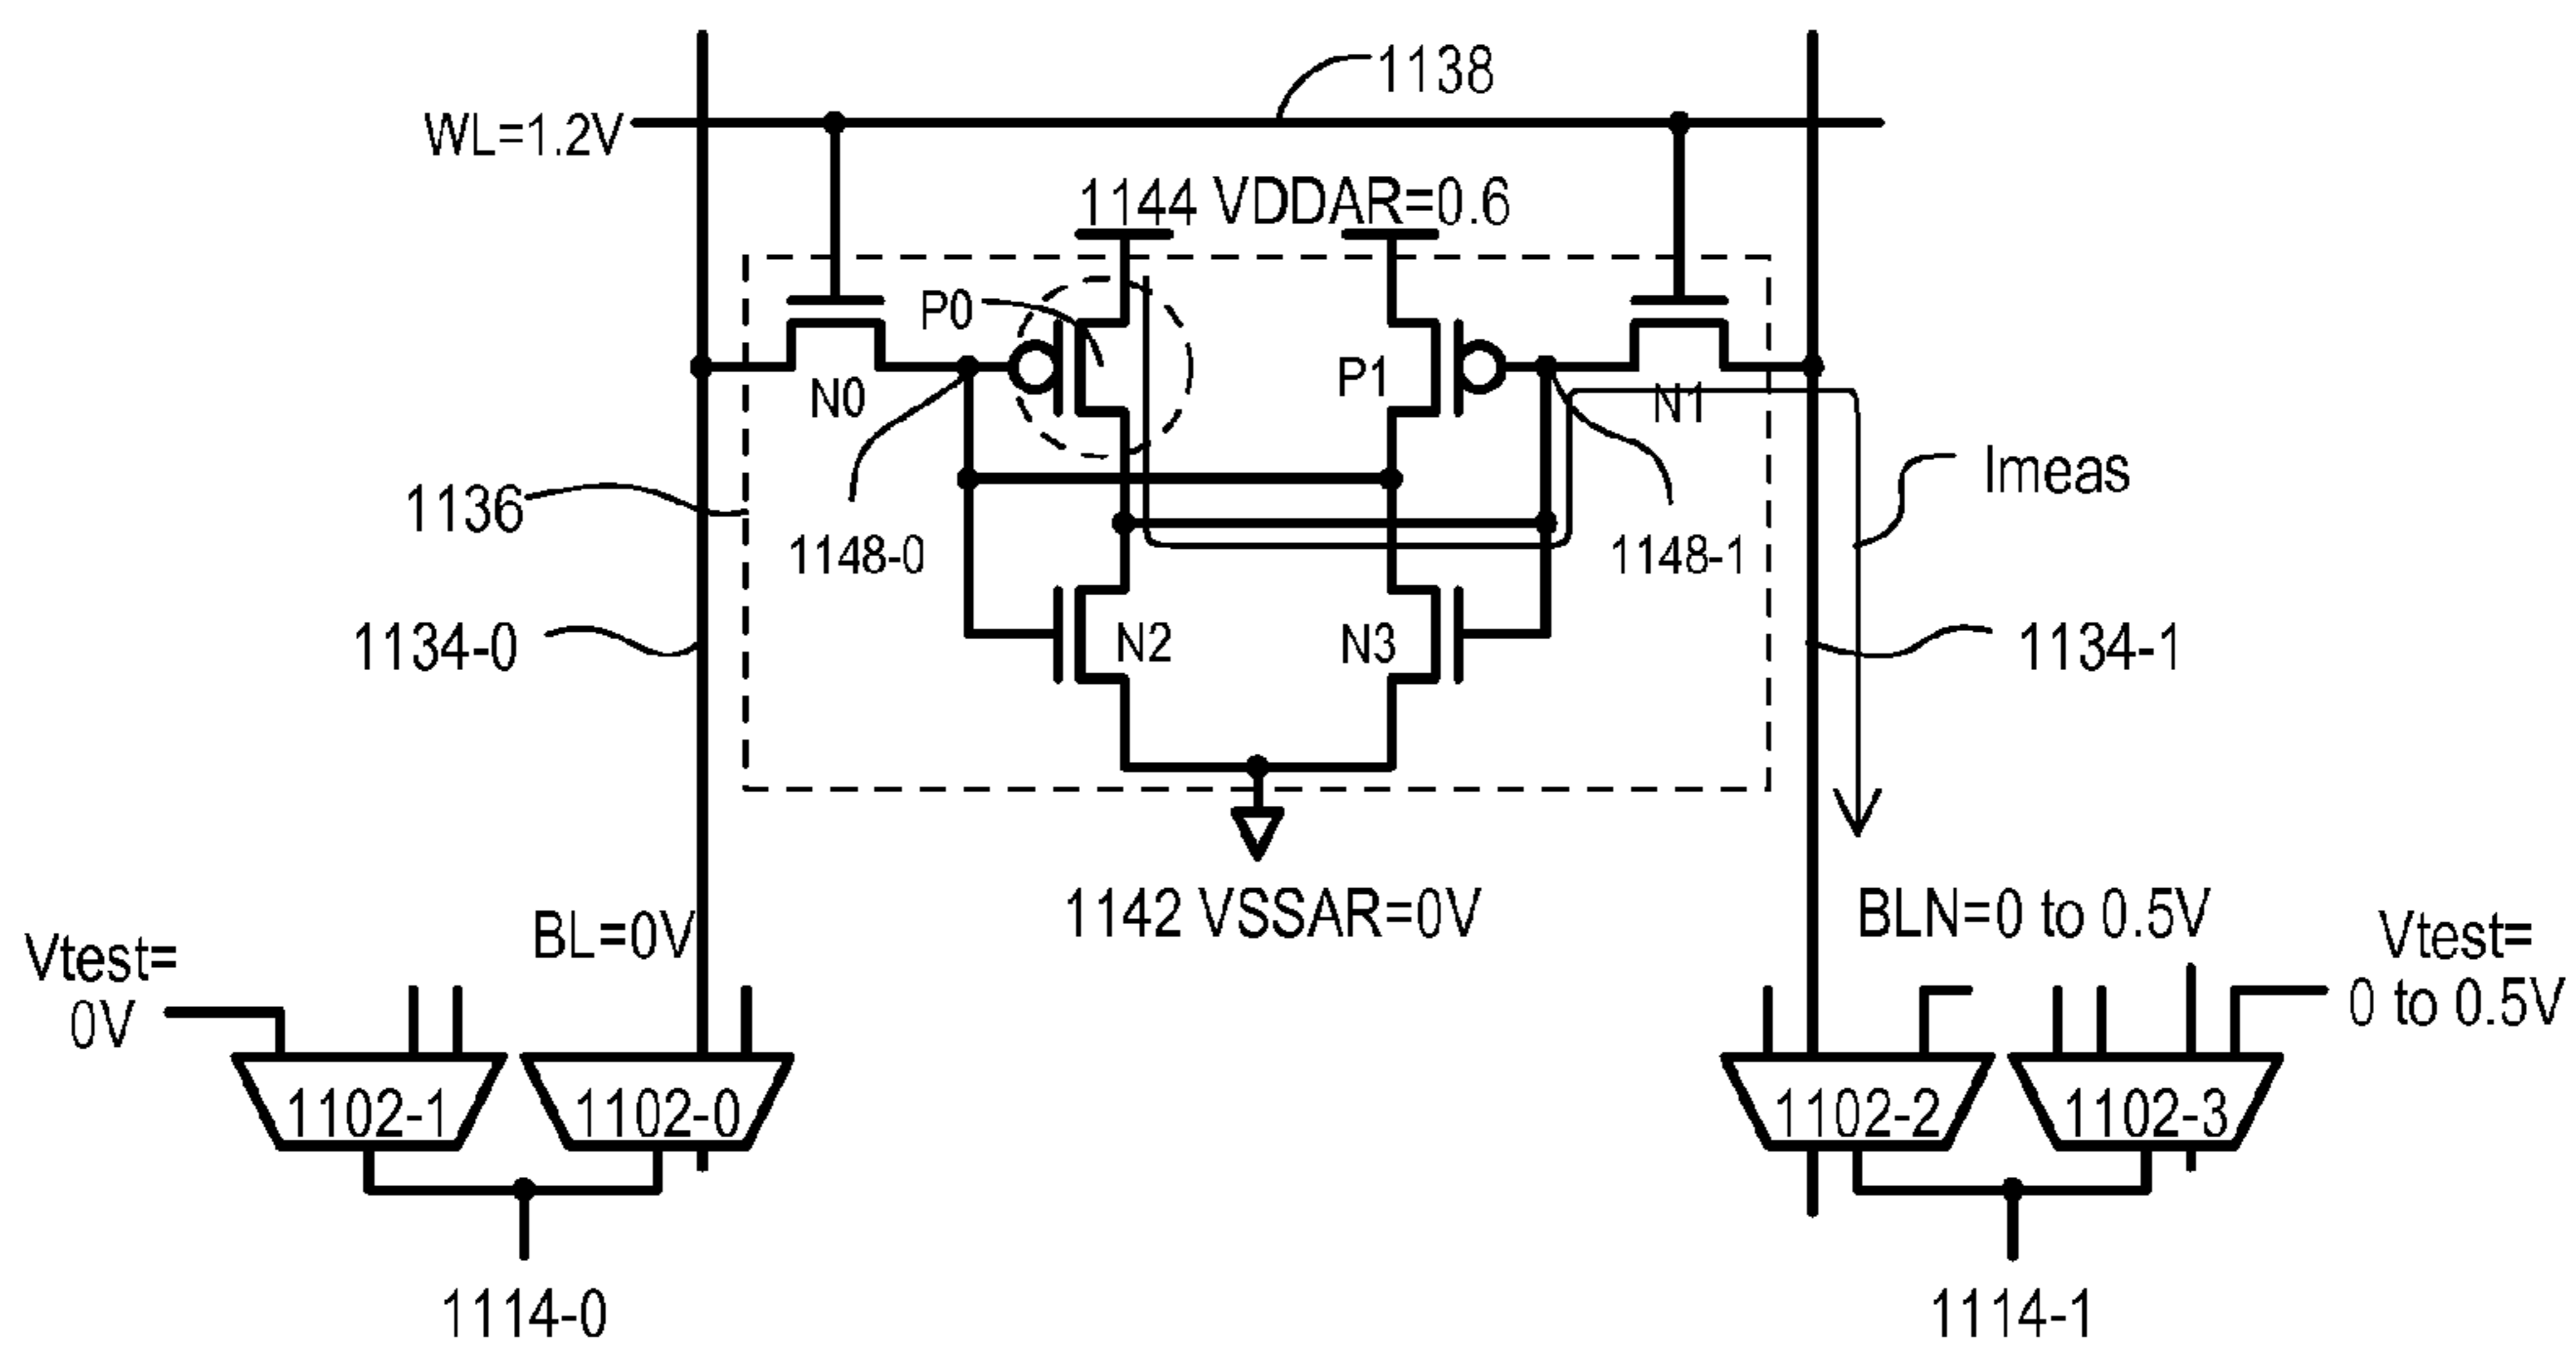 1138
WL=1.2V
1144 VDDAR=0.6
P0
N0
P1
N1
Imeas
1136
1148-0
1148-1
1134-0
N2
N3
1134-1
1142 VSSAR=0V
BL=0V
BLN=0 to 0.5V
Vtest=
0V
Vtest=
0 to 0.5V
1102-1
1102-0
1102-2
1102-3
1114-0
1114-1